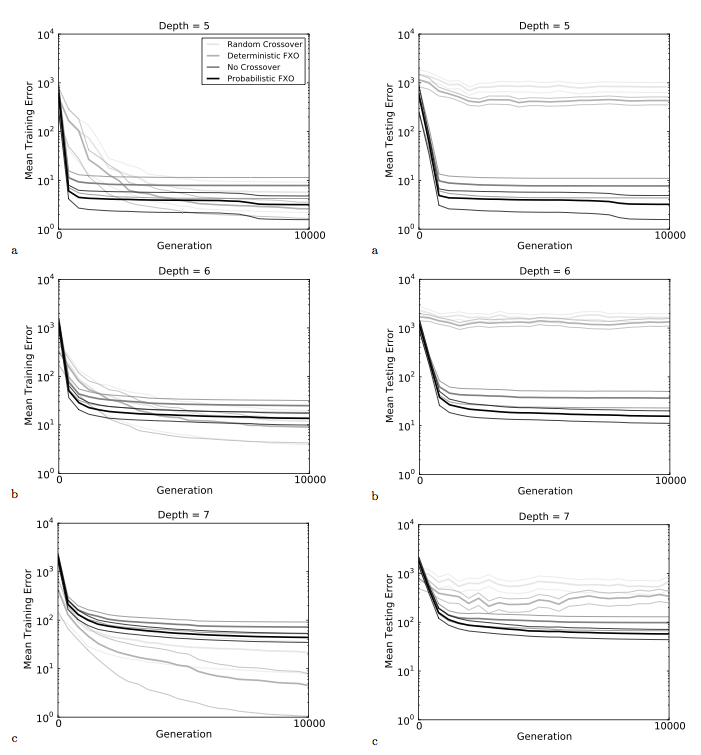 Depth = 5
10^4
10^3
10^2
10^1
10^0
Mean Training Error
Random Crossover
Deterministic FXO
No Crossover
Probabilistic FXO
0
10000
Generation
a
Depth = 5
10^4
10^3
10^2
10^1
10^0
Mean Testing Error
0
10000
Generation
a
Depth = 6
10^4
10^3
10^2
10^1
10^0
Mean Training Error
0
10000
Generation
b
Depth = 6
10^4
10^3
10^2
10^1
10^0
Mean Testing Error
0
10000
Generation
b
Depth = 7
10^4
10^3
10^2
10^1
10^0
Mean Training Error
0
10000
Generation
c
Depth = 7
10^4
10^3
10^2
10^1
10^0
Mean Testing Error
0
10000
Generation
c